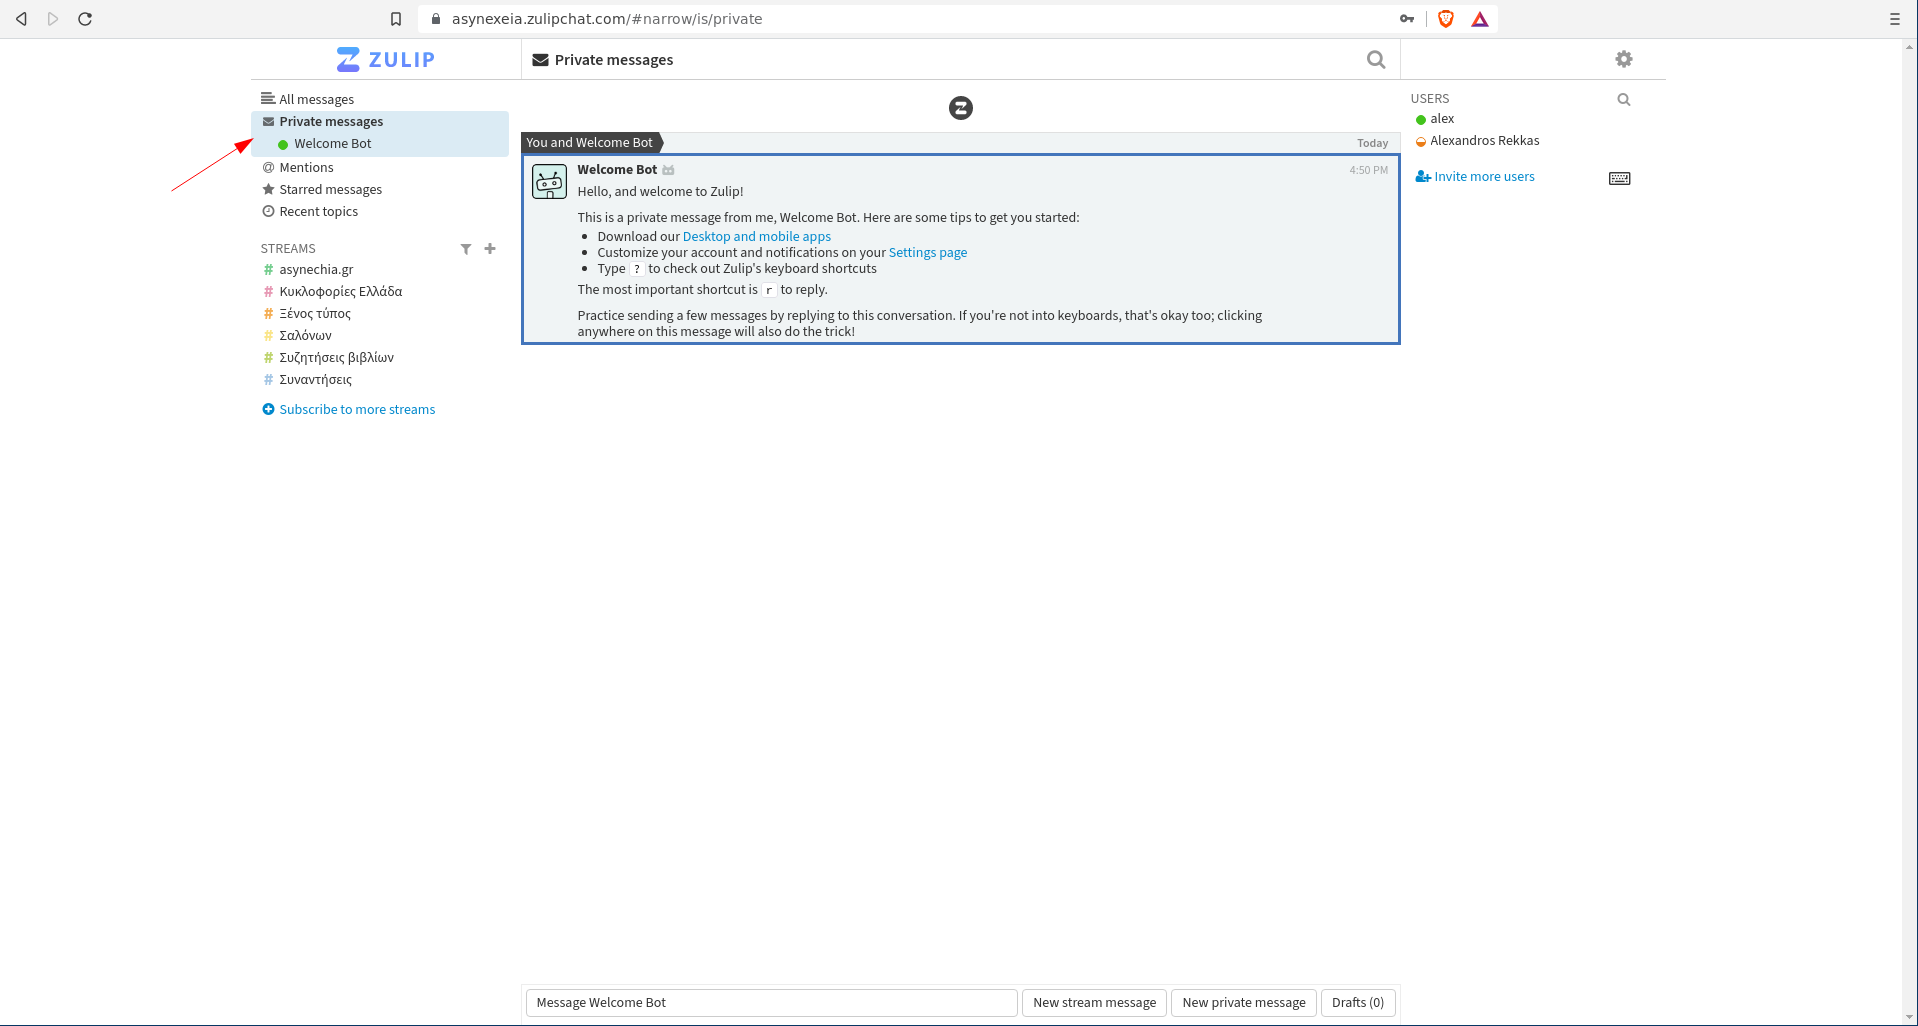 asynexeia.zulipchat.com/#narrow/is/private
ZULIP
Private messages
All messages
Private messages
Welcome Bot
Mentions
Starred messages
Recent topics
STREAMS
asynechia.gr
Κυκλοφορίες Ελλάδα
Ξένος τύπος
Σαλόνων
Συζητήσεις βιβλίων
Συναντήσεις
Subscribe to more streams
You and Welcome Bot Today
Welcome Bot 4:50 PM
Hello, and welcome to Zulip!
This is a private message from me, Welcome Bot. Here are some tips to get you started:
• Download our Desktop and mobile apps
• Customize your account and notifications on your Settings page
• Type ? to check out Zulip's keyboard shortcuts
The most important shortcut is r to reply.
Practice sending a few messages by replying to this conversation. If you're not into keyboards, that's okay too; clicking
anywhere on this message will also do the trick!
USERS
alex
Alexandros Rekkas
Invite more users
Message Welcome Bot New stream message New private message Drafts (0)